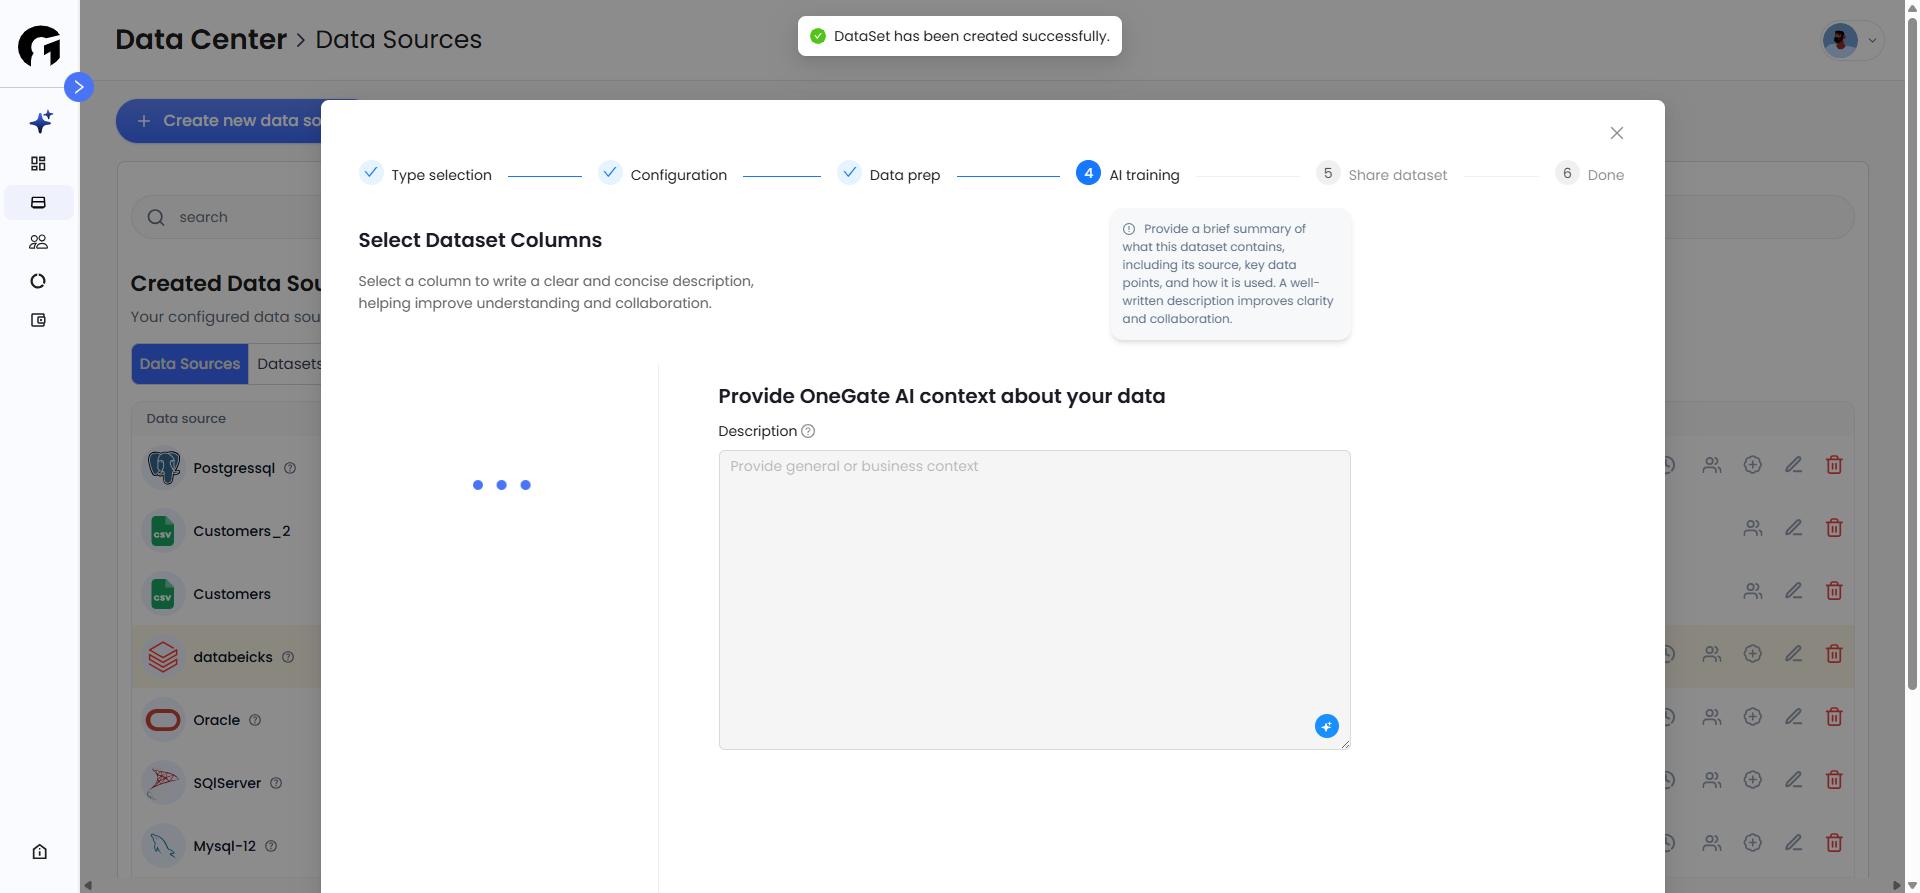 DataSet has been created successfully.
Data Center > Data Sources
+ Create new data so
Type selection
Configuration
Data prep
4 AI training
5 Share dataset
6 Done
search
Select Dataset Columns
Select a column to write a clear and concise description,
helping improve understanding and collaboration.
Provide a brief summary of
what this dataset contains,
including its source, key data
points, and how it is used. A well-
written description improves clarity
and collaboration.
Created Data Sou
Your configured data sou
Data Sources
Datasets
Data source
Postgressql
CSV
Customers_2
CSV
Customers
databeicks
Oracle
SQlServer
Mysql-12
Provide OneGate AI context about your data
Description
Provide general or business context